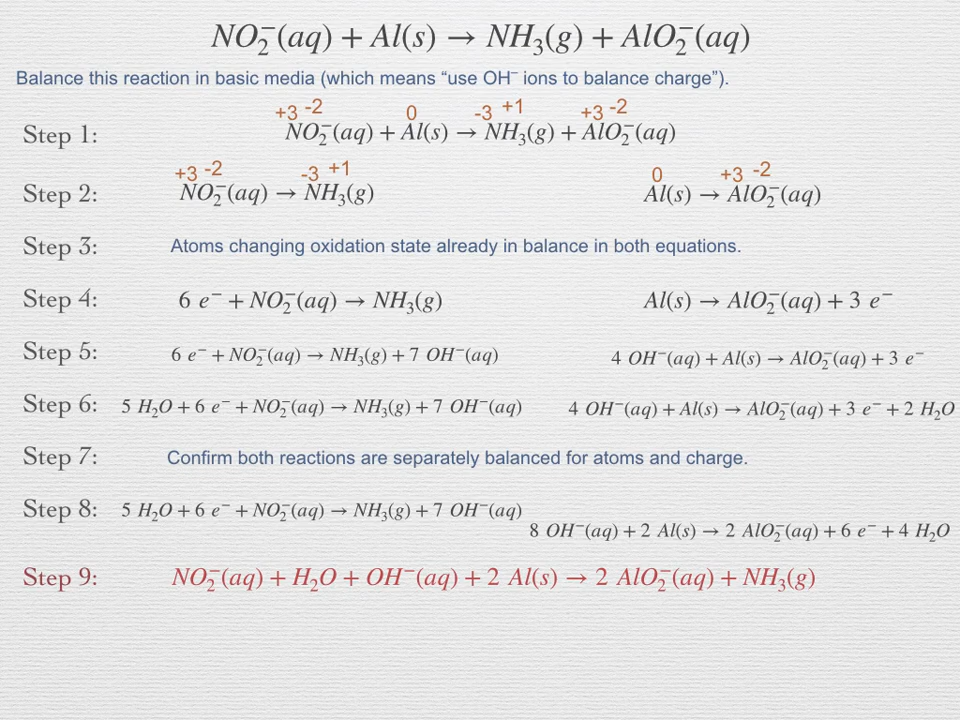 NO₂⁻(aq) + Al(s) → NH₃(g) + AlO₂⁻(aq)
Balance this reaction in basic media (which means “use OH⁻ ions to balance charge”).
+3 -2 0 -3 +1 +3 -2
Step 1: NO₂⁻(aq) + Al(s) → NH₃(g) + AlO₂⁻(aq)
+3 -2 -3 +1 0 +3 -2
Step 2: NO₂⁻(aq) → NH₃(g) Al(s) → AlO₂⁻(aq)
Step 3: Atoms changing oxidation state already in balance in both equations.
Step 4: 6 e⁻ + NO₂⁻(aq) → NH₃(g) Al(s) → AlO₂⁻(aq) + 3 e⁻
Step 5: 6 e⁻ + NO₂⁻(aq) → NH₃(g) + 7 OH⁻(aq) 4 OH⁻(aq) + Al(s) → AlO₂⁻(aq) + 3 e⁻
Step 6: 5 H₂O + 6 e⁻ + NO₂⁻(aq) → NH₃(g) + 7 OH⁻(aq) 4 OH⁻(aq) + Al(s) → AlO₂⁻(aq) + 3 e⁻ + 2 H₂O
Step 7: Confirm both reactions are separately balanced for atoms and charge.
Step 8: 5 H₂O + 6 e⁻ + NO₂⁻(aq) → NH₃(g) + 7 OH⁻(aq)
8 OH⁻(aq) + 2 Al(s) → 2 AlO₂⁻(aq) + 6 e⁻ + 4 H₂O
Step 9: NO₂⁻(aq) + H₂O + OH⁻(aq) + 2 Al(s) → 2 AlO₂⁻(aq) + NH₃(g)